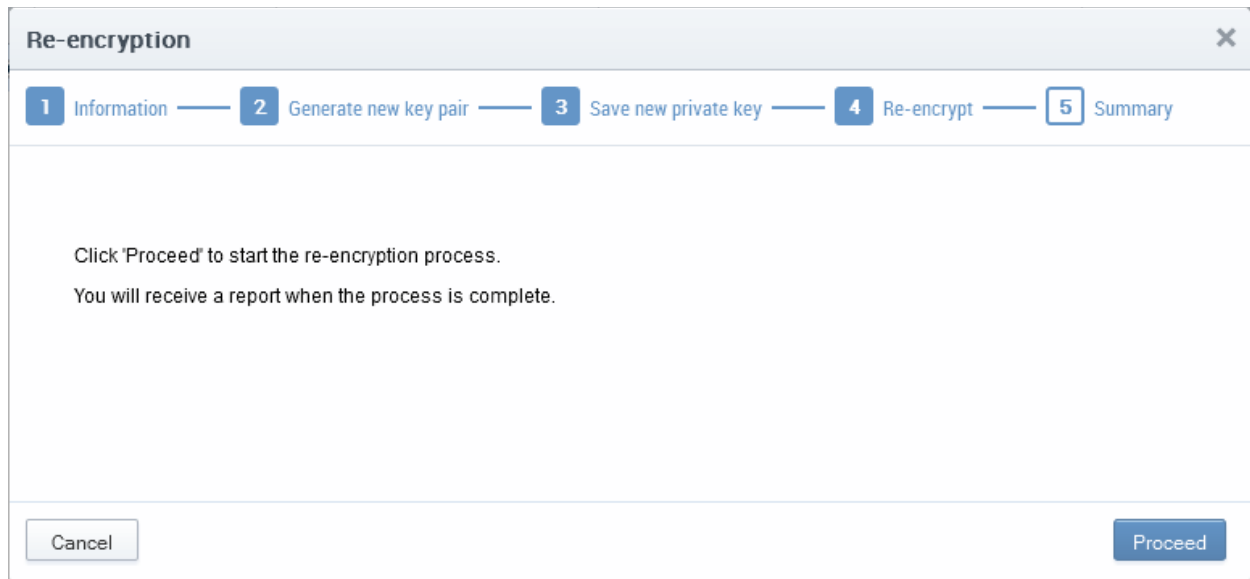 Re-encryption
1 Information 2 Generate new key pair 3 Save new private key 4 Re-encrypt 5 Summary
Click 'Proceed' to start the re-encryption process.
You will receive a report when the process is complete.
Cancel Proceed